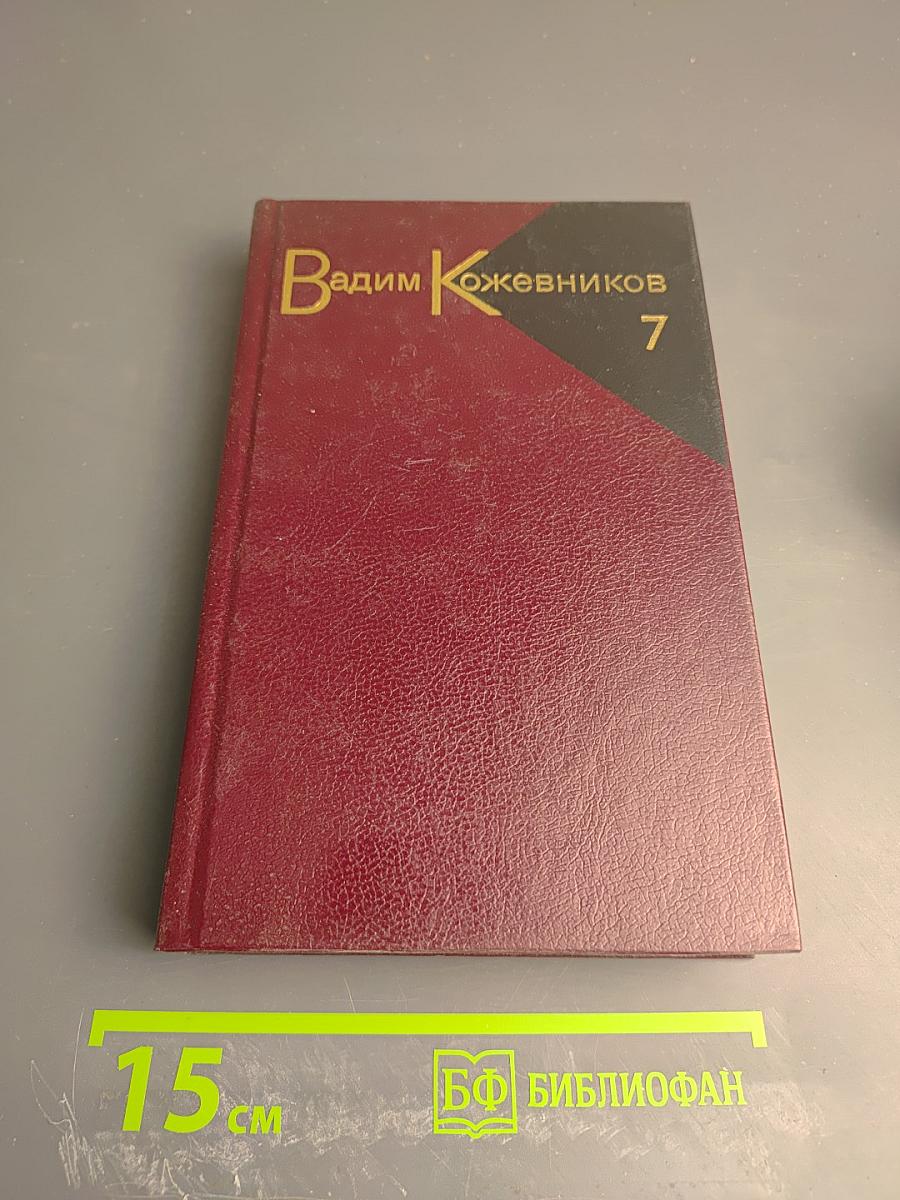 Вадим Кожевников
7
15 см
БФ БИБЛИОФАН